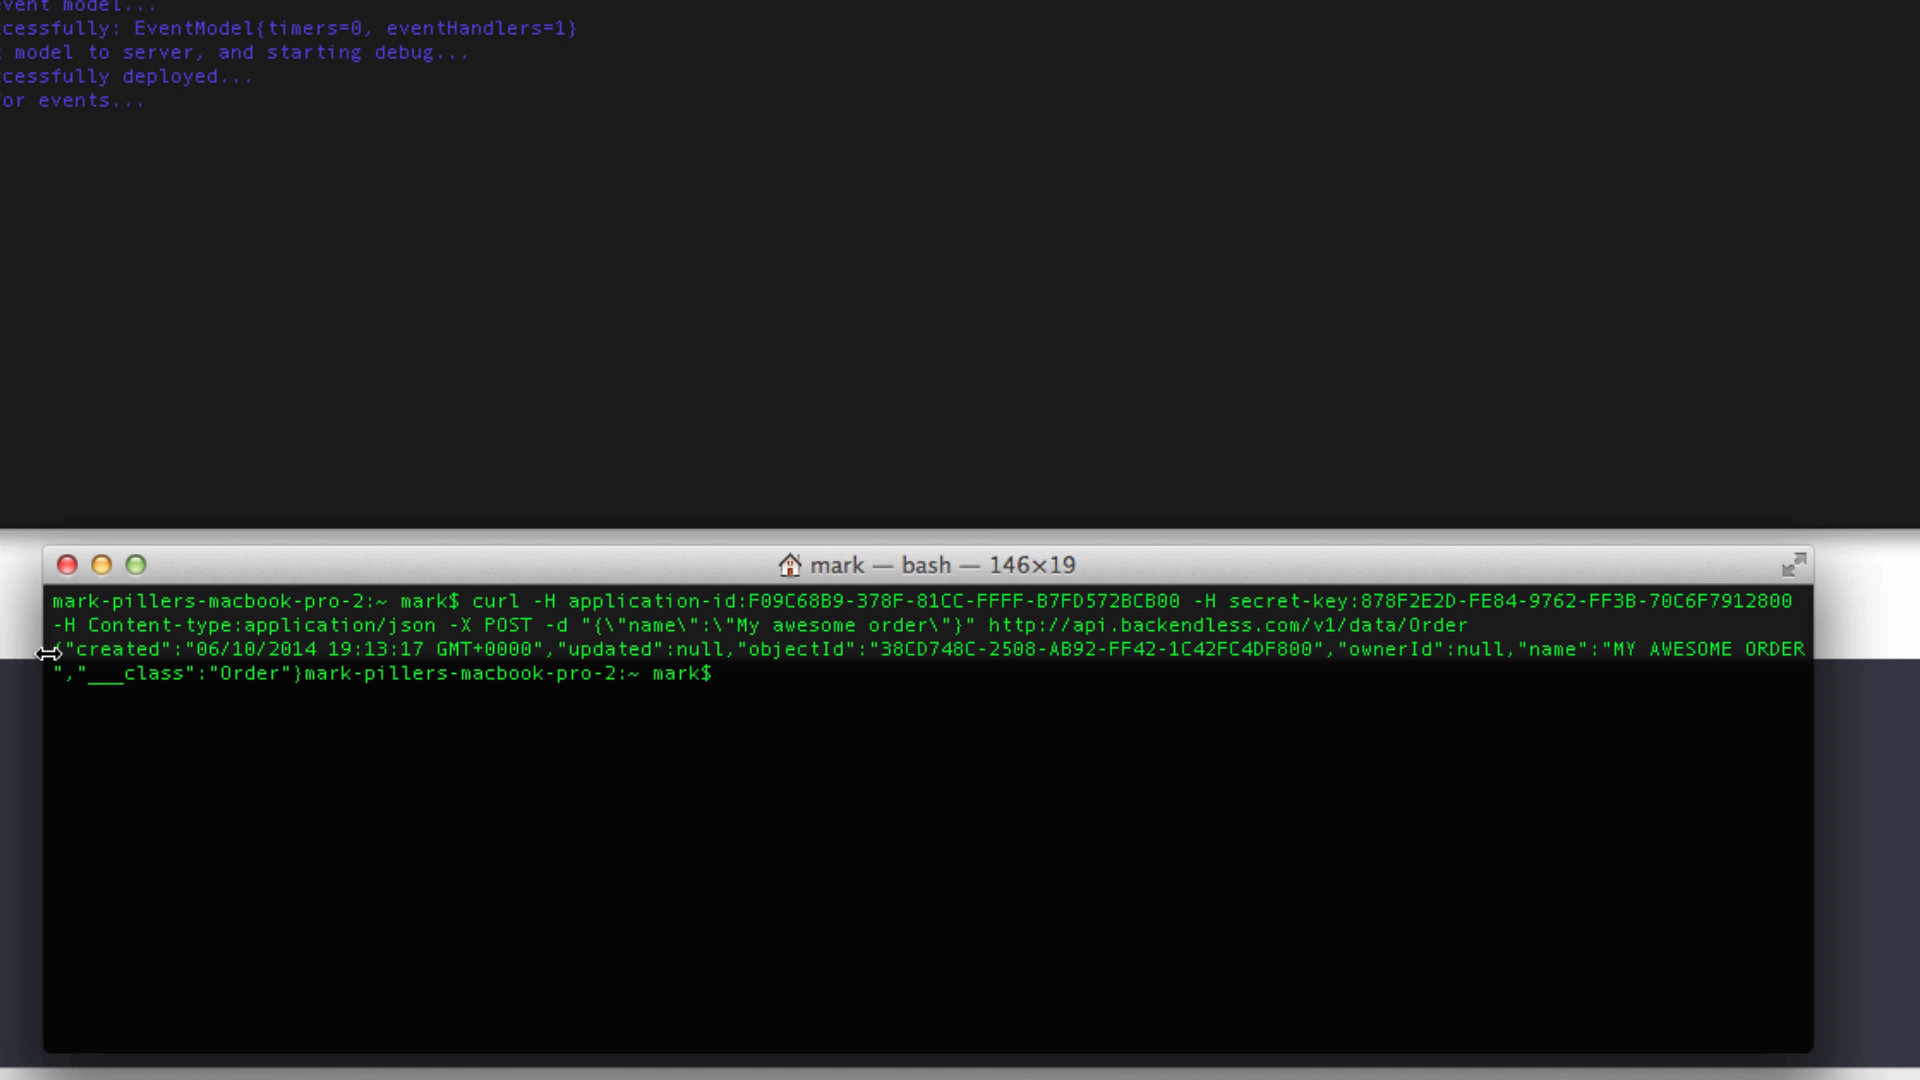 event model...
ccessfully: EventModel{timers=0, eventHandlers=1}
model to server, and starting debug...
ccessfully deployed...
for events...
mark — bash — 146×19
mark-pillers-macbook-pro-2:~ mark$ curl -H application-id:F09C68B9-378F-81CC-FFFF-B7FD572BCB00 -H secret-key:878F2E2D-FE84-9762-FF3B-70C6F7912800
-H Content-type:application/json -X POST -d "{\"name\":\"My awesome order\"}" http://api.backendless.com/v1/data/Order
{"created":"06/10/2014 19:13:17 GMT+0000","updated":null,"objectId":"38CD748C-2508-AB92-FF42-1C42FC4DF800","ownerId":null,"name":"MY AWESOME ORDER
","___class":"Order"}mark-pillers-macbook-pro-2:~ mark$